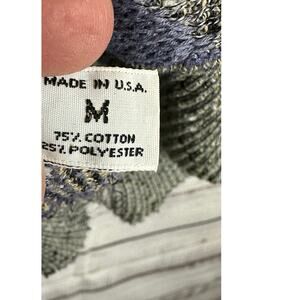 MADE IN U.S.A.
M
75% COTTON
25% POLYESTER